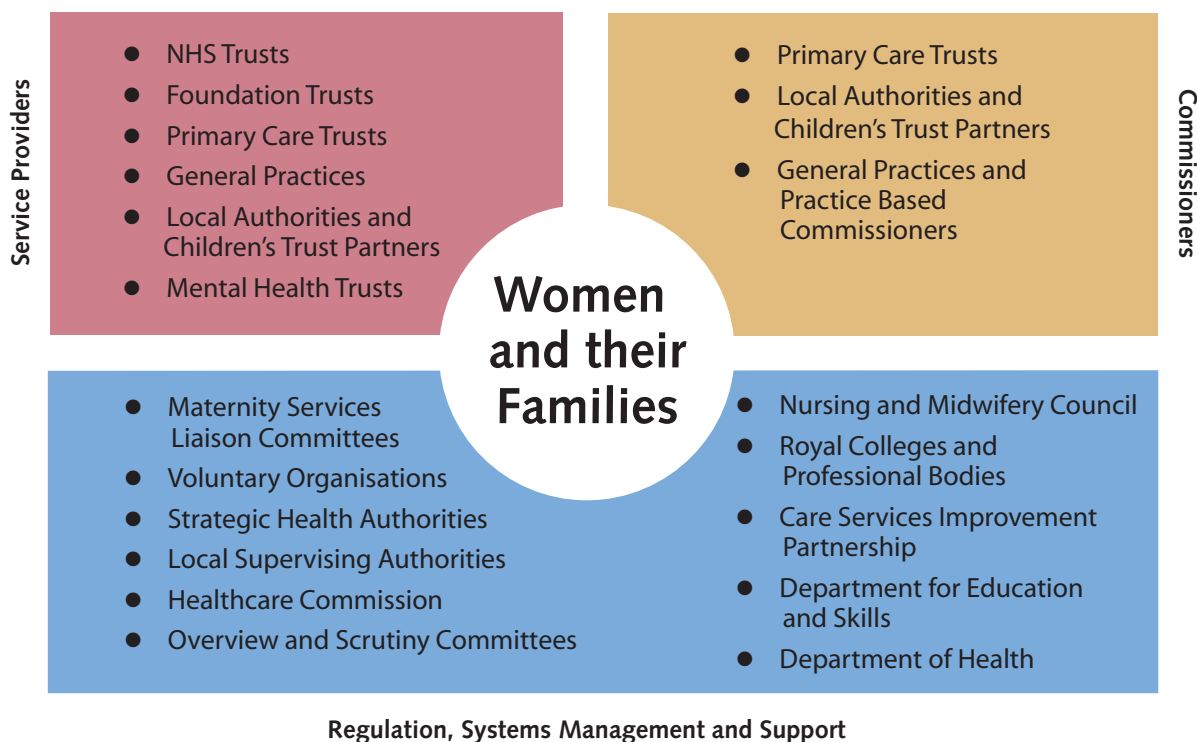 Service Providers
● NHS Trusts
● Foundation Trusts
● Primary Care Trusts
● General Practices
● Local Authorities and
Children’s Trust Partners
● Mental Health Trusts
● Primary Care Trusts
● Local Authorities and
Children’s Trust Partners
● General Practices and
Practice Based
Commissioners
Commissioners
Women
and their
Families
● Maternity Services
Liaison Committees
● Voluntary Organisations
● Strategic Health Authorities
● Local Supervising Authorities
● Healthcare Commission
● Overview and Scrutiny Committees
● Nursing and Midwifery Council
● Royal Colleges and
Professional Bodies
● Care Services Improvement
Partnership
● Department for Education
and Skills
● Department of Health
Regulation, Systems Management and Support